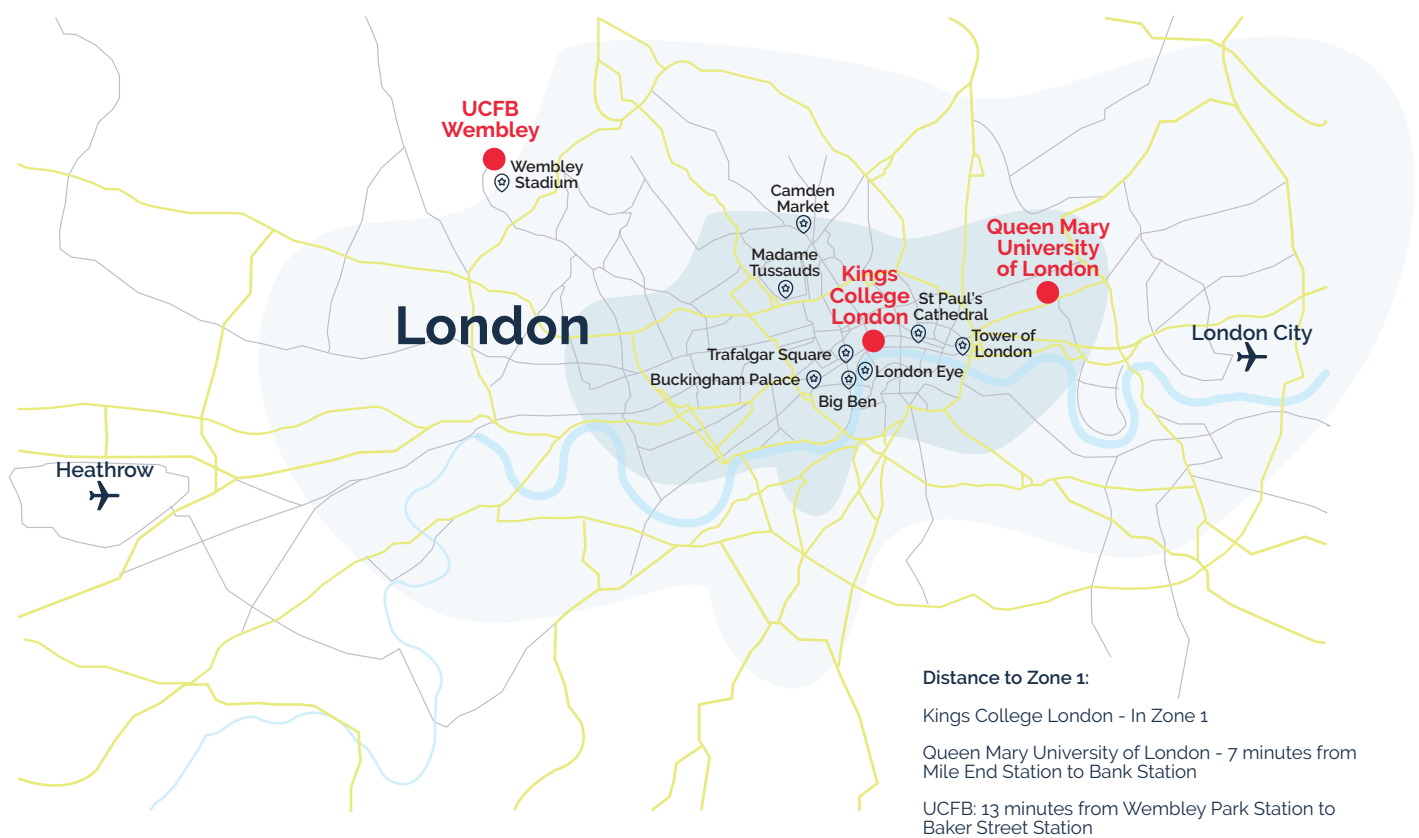 UCFB
Wembley
Wembley
Stadium
Camden
Market
Queen Mary
University
of London
Madame
Tussauds
Kings
College
London
St Paul's
Cathedral
London
London City
Tower of
London
Trafalgar Square
Buckingham Palace
London Eye
Big Ben
Heathrow
Distance to Zone 1:
Kings College London - In Zone 1
Queen Mary University of London - 7 minutes from
Mile End Station to Bank Station
UCFB: 13 minutes from Wembley Park Station to
Baker Street Station